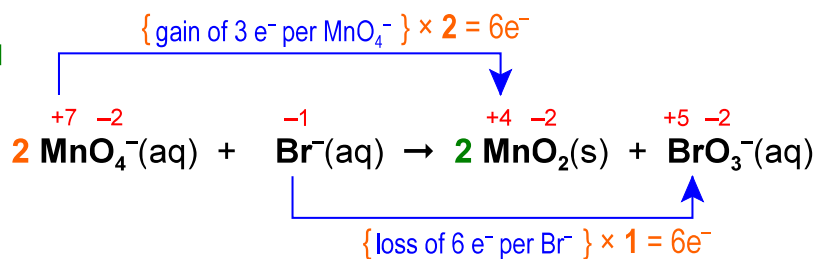 { gain of 3 e⁻ per MnO₄⁻ } × 2 = 6e⁻
+7 –2 –1 +4 –2 +5 –2
2 MnO₄⁻(aq) + Br⁻(aq) → 2 MnO₂(s) + BrO₃⁻(aq)
{ loss of 6 e⁻ per Br⁻ } × 1 = 6e⁻